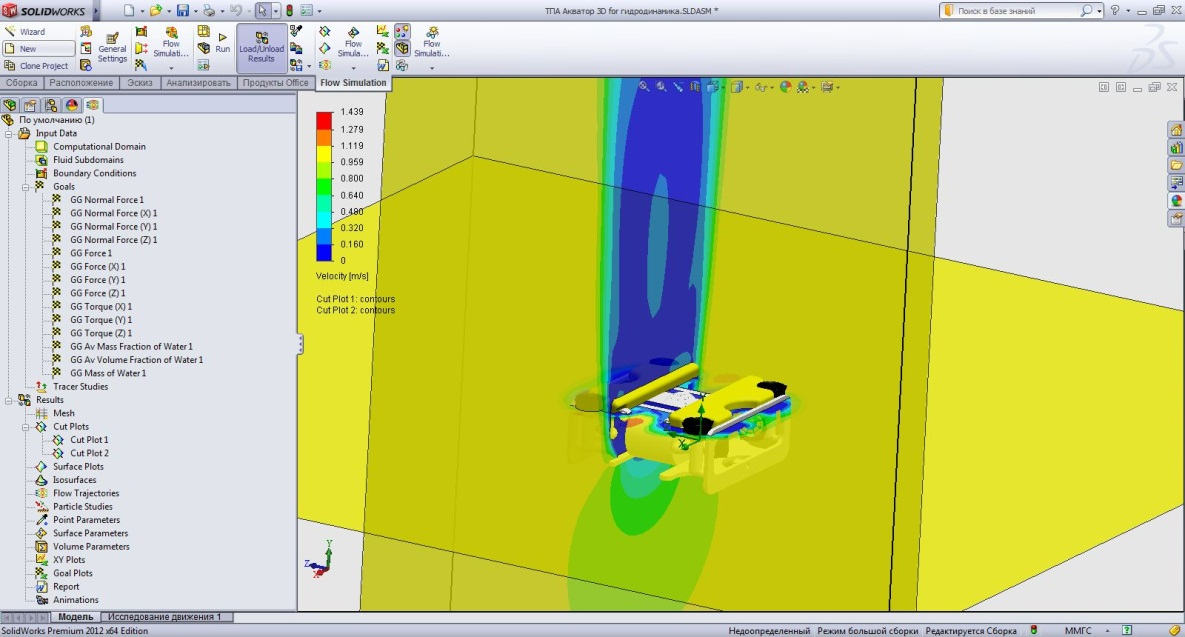 SOLIDWORKS
ТПА Акватор 3D for гидродинамика.SLDASM *
Поиск в базе знаний
Wizard
New
Clone Project
General Settings
Flow Simulati...
Run
Load/Unload Results
Flow Simula...
Flow Simulati...
Сборка
Расположение
Эскиз
Анализировать
Продукты Office
Flow Simulation
По умолчанию (1)
Input Data
Computational Domain
Fluid Subdomains
Boundary Conditions
Goals
GG Normal Force 1
GG Normal Force (X) 1
GG Normal Force (Y) 1
GG Normal Force (Z) 1
GG Force 1
GG Force (X) 1
GG Force (Y) 1
GG Force (Z) 1
GG Torque (X) 1
GG Torque (Y) 1
GG Torque (Z) 1
GG Av Mass Fraction of Water 1
GG Av Volume Fraction of Water 1
GG Mass of Water 1
Tracer Studies
Results
Mesh
Cut Plots
Cut Plot 1
Cut Plot 2
Surface Plots
Isosurfaces
Flow Trajectories
Particle Studies
Point Parameters
Surface Parameters
Volume Parameters
XY Plots
Goal Plots
Report
Animations
1.439
1.279
1.119
0.959
0.800
0.640
0.480
0.320
0.160
0
Velocity [m/s]
Cut Plot 1: contours
Cut Plot 2: contours
X
Y
Z
X
Модель
Исследование движения 1
SolidWorks Premium 2012 x64 Edition
Недоопределенный
Режим большой сборки
Редактируется Сборка
ММГС